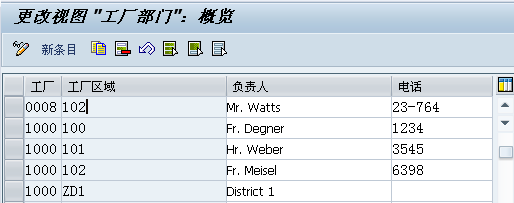 更改视图 "工厂部门": 概览
新条目
工厂 工厂区域 负责人 电话
0008 102 Mr. Watts 23-764
1000 100 Fr. Degner 1234
1000 101 Hr. Weber 3545
1000 102 Fr. Meisel 6398
1000 ZD1 District 1